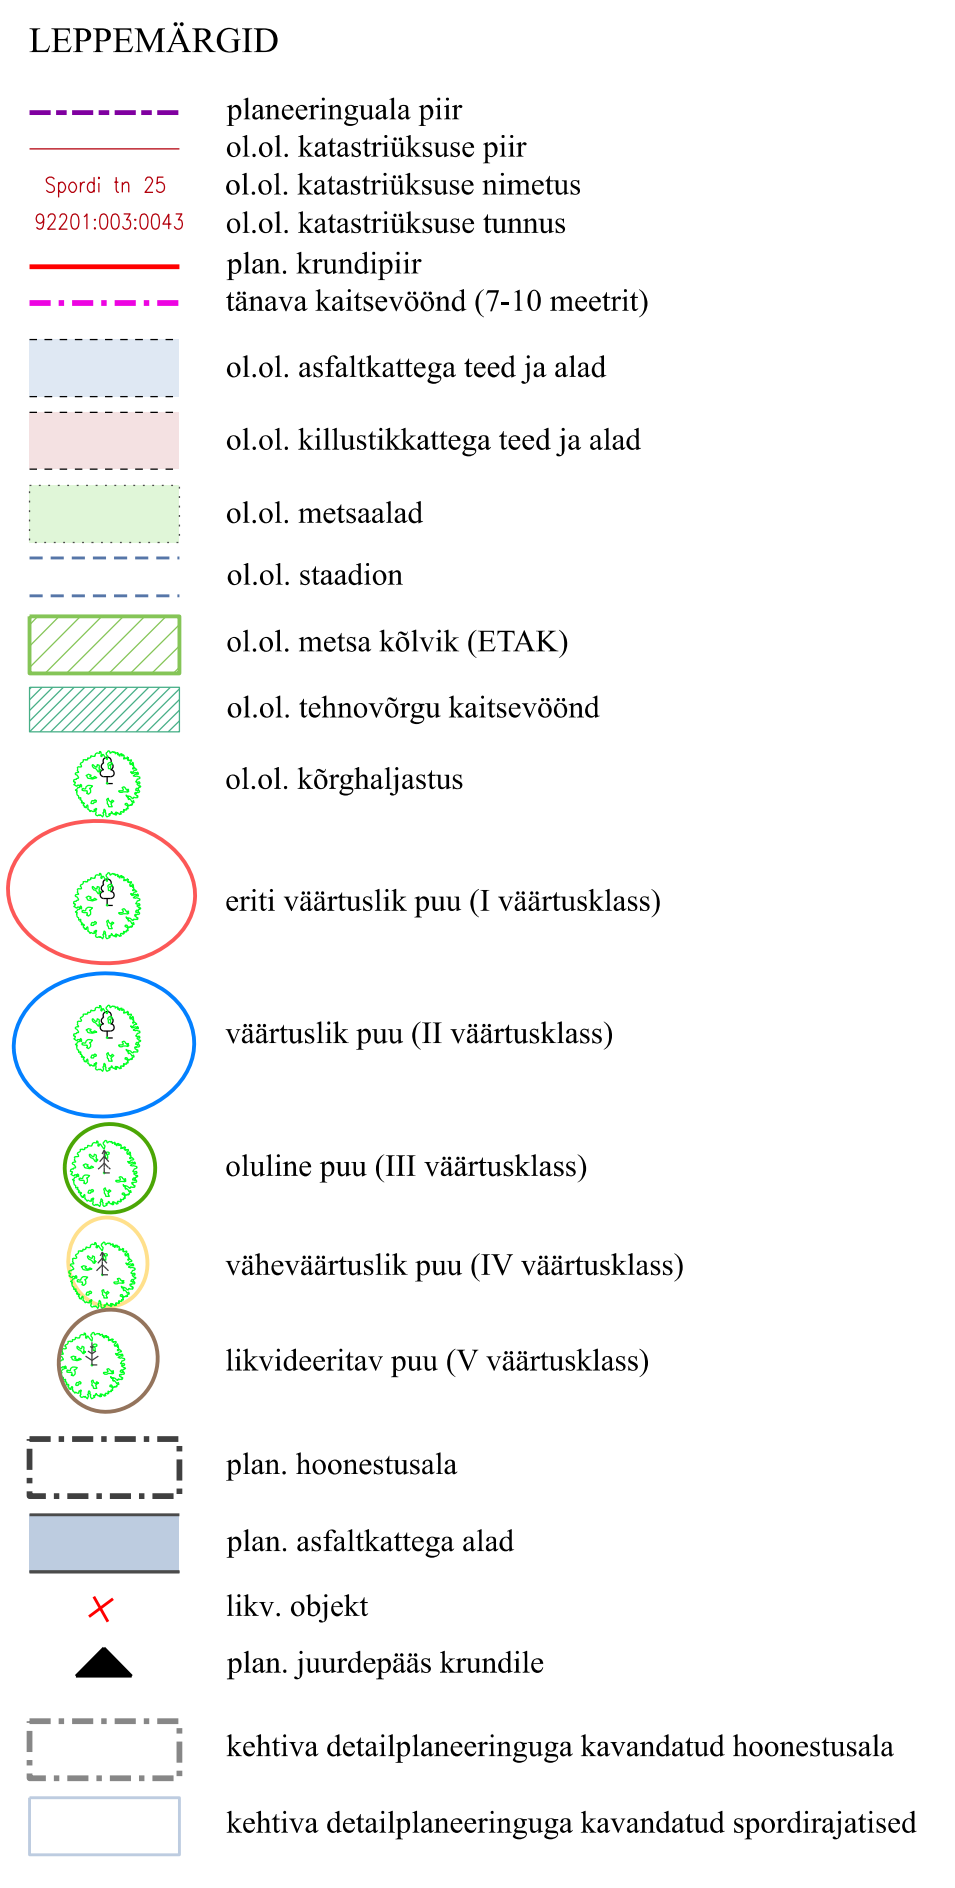 LEPPEMÄRGID
planeeringuala piir
ol.ol. katastriüksuse piir
Spordi tn 25 ol.ol. katastriüksuse nimetus
92201:003:0043 ol.ol. katastriüksuse tunnus
plan. krundipiir
tänava kaitsevöönd (7-10 meetrit)
ol.ol. asfaltkattega teed ja alad
ol.ol. killustikkattega teed ja alad
ol.ol. metsaalad
ol.ol. staadion
ol.ol. metsa kõlvik (ETAK)
ol.ol. tehnovõrgu kaitsevöönd
ol.ol. kõrghaljastus
eriti väärtuslik puu (I väärtusklass)
väärtuslik puu (II väärtusklass)
oluline puu (III väärtusklass)
väheväärtuslik puu (IV väärtusklass)
likvideeritav puu (V väärtusklass)
plan. hoonestusala
plan. asfaltkattega alad
likv. objekt
plan. juurdepääs krundile
kehtiva detailplaneeringuga kavandatud hoonestusala
kehtiva detailplaneeringuga kavandatud spordirajatised